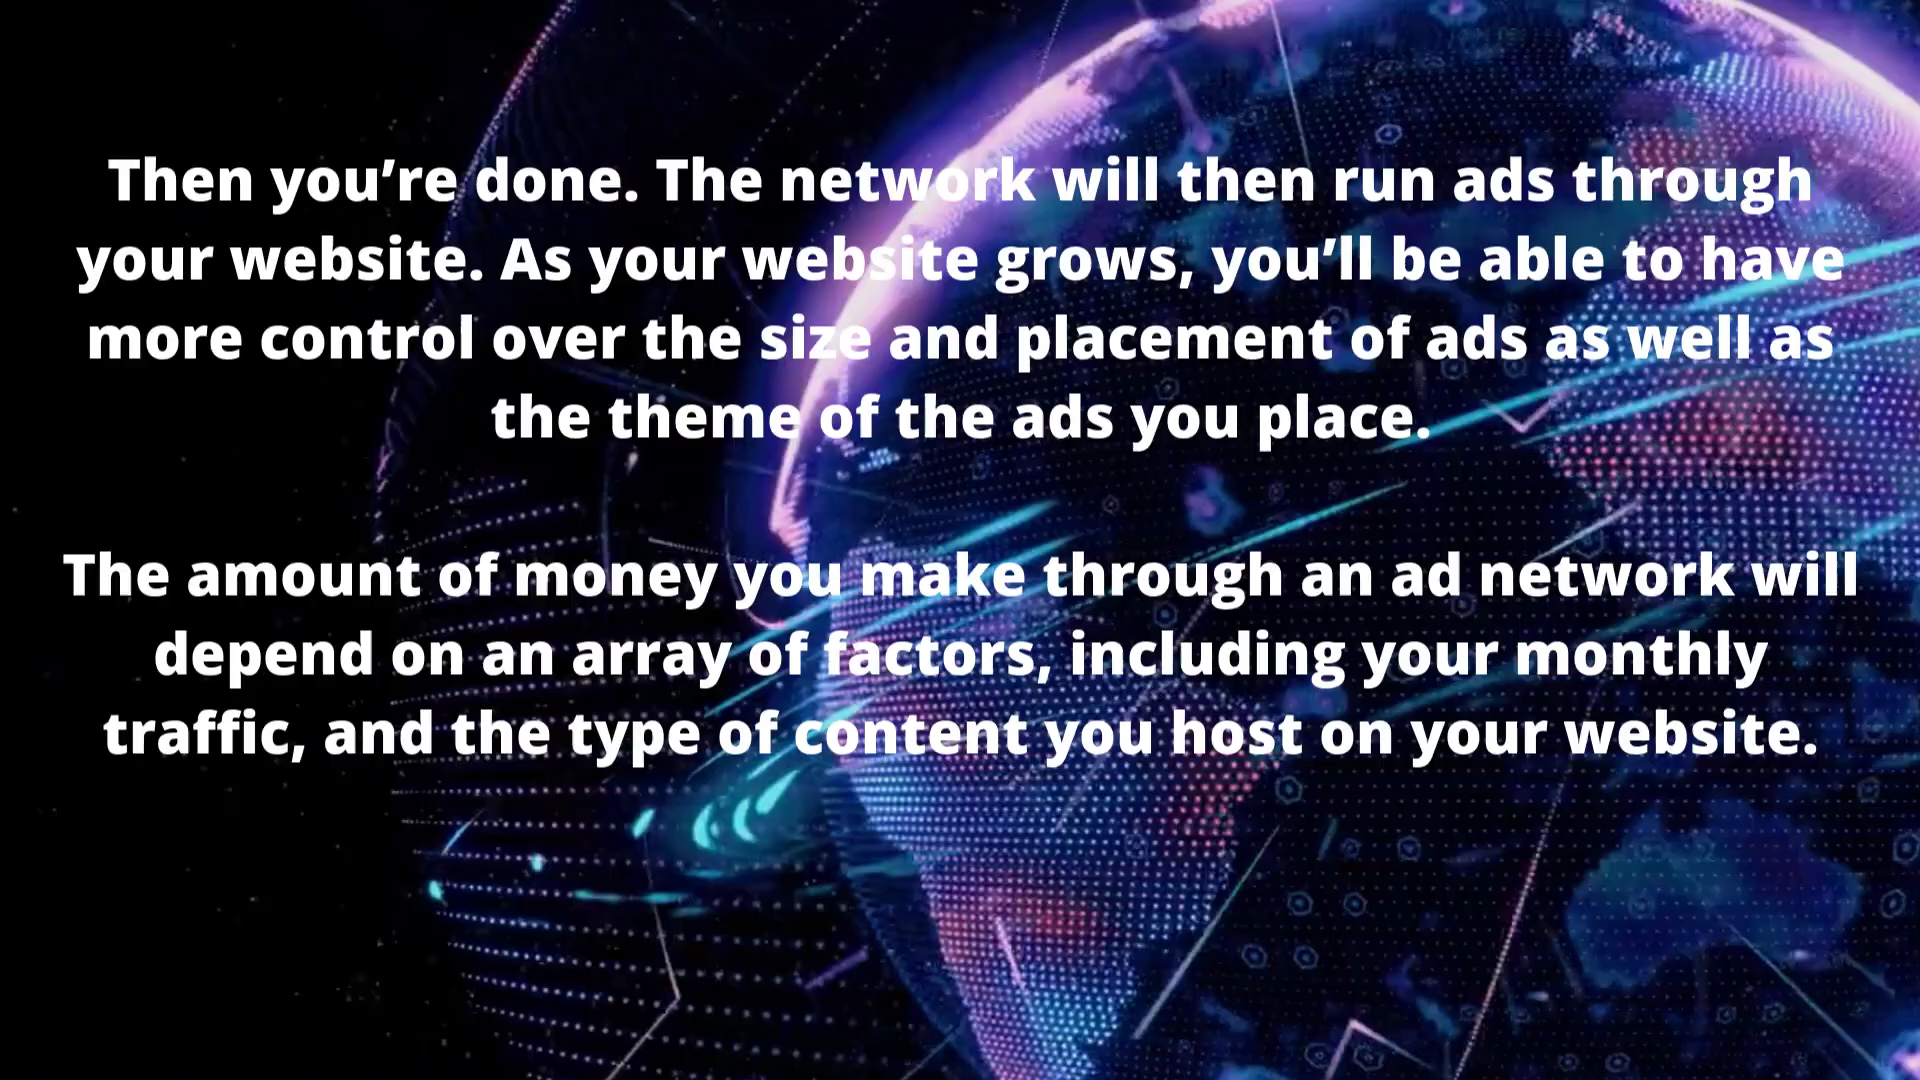 Then you’re done. The network will then run ads through
your website. As your website grows, you’ll be able to have
more control over the size and placement of ads as well as
the theme of the ads you place.
The amount of money you make through an ad network will
depend on an array of factors, including your monthly
traffic, and the type of content you host on your website.